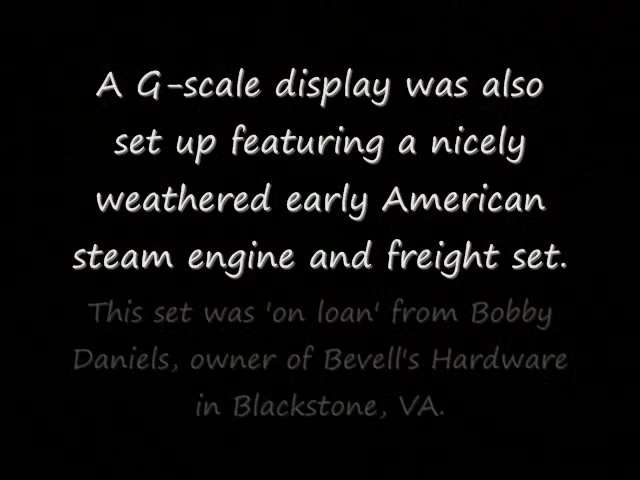 A G-scale display was also
set up featuring a nicely
weathered early American
steam engine and freight set.
This set was 'on loan' from Bobby
Daniels, owner of Bevell's Hardware
in Blackstone, VA.